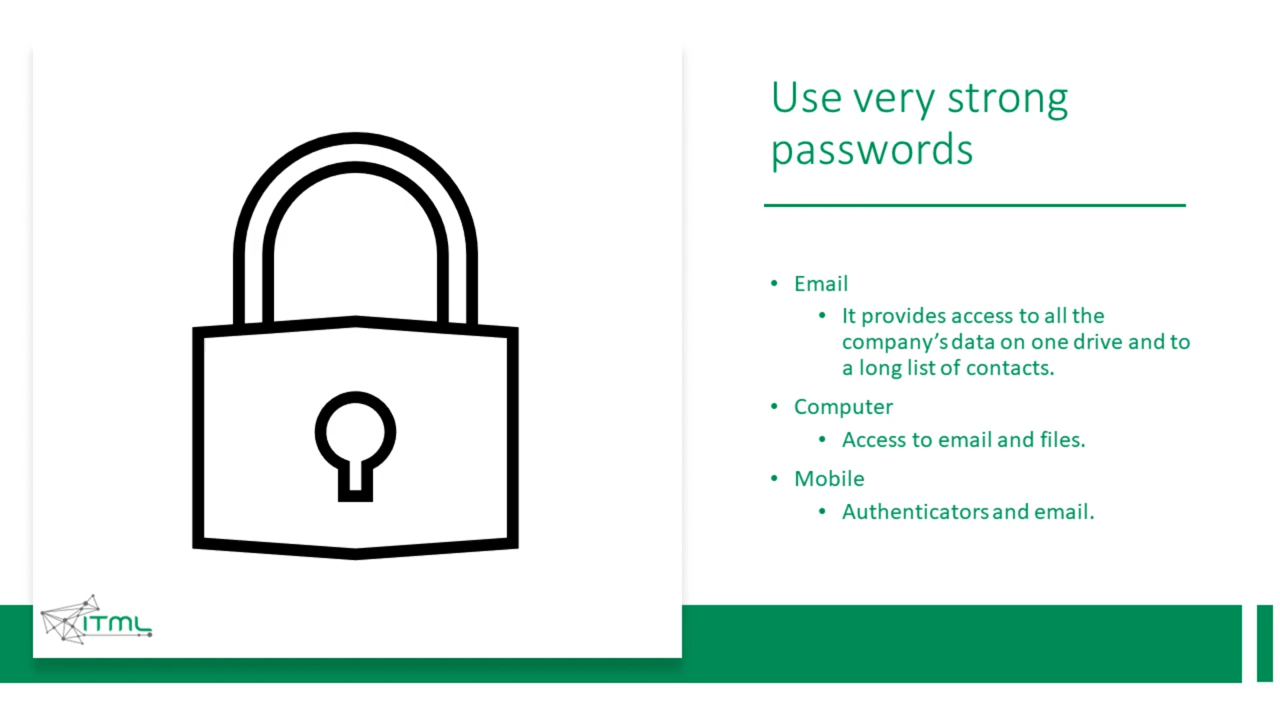 Use very strong
passwords
• Email
• It provides access to all the
company's data on one drive and to
a long list of contacts.
• Computer
• Access to email and files.
• Mobile
• Authenticators and email.
ITML